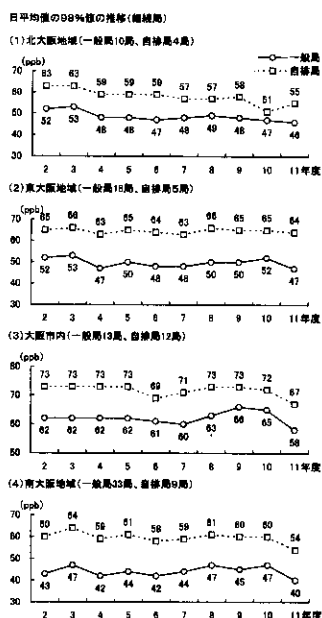 日平均値の98%値の推移(継続局)
(1)北大阪地域(一般局10局、自排局4局)
(ppb)
一般局
自排局
70
60
50
40
30
63 63 59 59 59 57 57 58 51 55
52 53 48 48 47 48 49 48 47 46
2 3 4 5 6 7 8 9 10 11年度
(2)東大阪地域(一般局18局、自排局5局)
(ppb)
70
60
50
40
30
65 66 63 65 64 63 66 65 65 64
52 53 47 50 48 48 50 50 52 47
2 3 4 5 6 7 8 9 10 11年度
(3)大阪市内(一般局13局、自排局12局)
(ppb)
80
70
60
50
73 73 73 73 69 71 73 73 72 67
62 62 62 62 61 60 63 66 65 58
2 3 4 5 6 7 8 9 10 11年度
(4)南大阪地域(一般局33局、自排局9局)
(ppb)
70
60
50
40
30
60 64 59 61 58 59 61 60 60 54
43 47 42 44 42 44 47 45 47 40
2 3 4 5 6 7 8 9 10 11年度